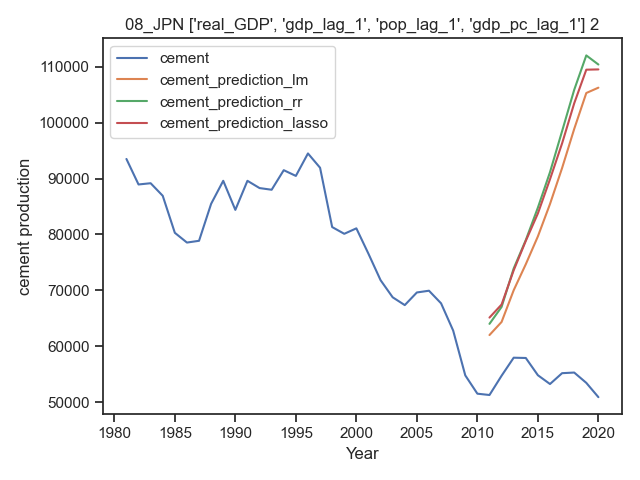 08_JPN ['real_GDP', 'gdp_lag_1', 'pop_lag_1', 'gdp_pc_lag_1'] 2
cement
cement_prediction_lm
cement_prediction_rr
cement_prediction_lasso
cement production
110000
100000
90000
80000
70000
60000
50000
1980 1985 1990 1995 2000 2005 2010 2015 2020
Year